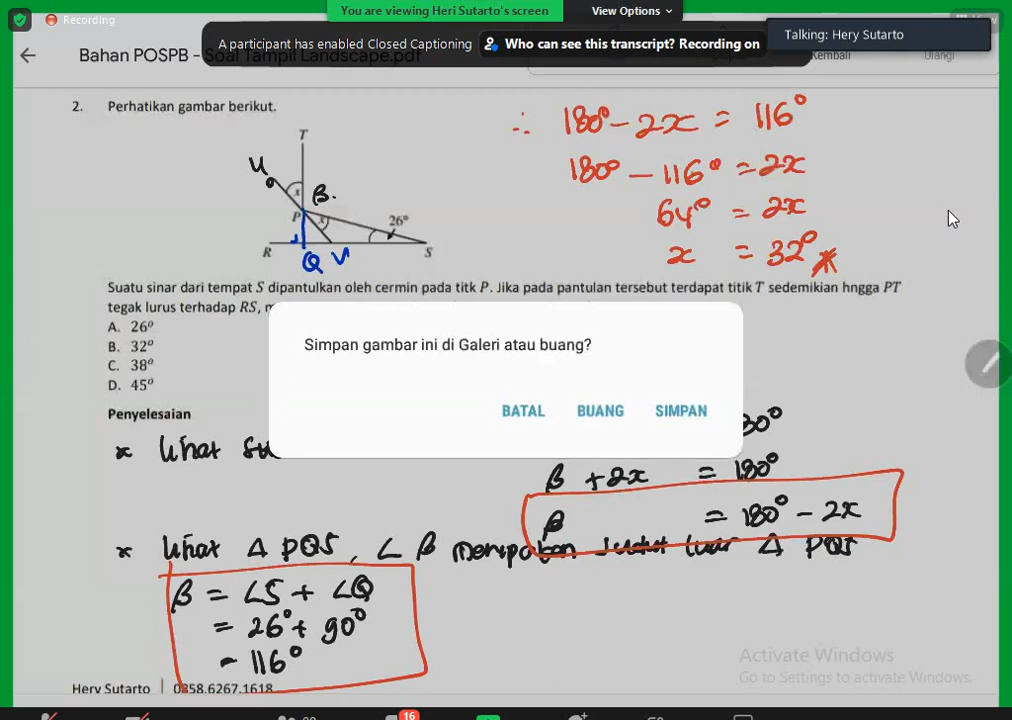 You are viewing Heri Sutarto's screen
View Options
Recording
A participant has enabled Closed Captioning
Who can see this transcript? Recording on
Talking: Hery Sutarto
Bahan POSPB - Soal Tampil Landscape.pdf
Kembali
Ulangi
2. Perhatikan gambar berikut.
T
U
x
β
P
x
26°
R
Q
V
S
∴ 180° - 2x = 116°
180° - 116° = 2x
64° = 2x
x = 32°
Suatu sinar dari tempat S dipantulkan oleh cermin pada titk P. Jika pada pantulan tersebut terdapat titik T sedemikian hngga PT
tegak lurus terhadap RS,
A. 26°
B. 32°
C. 38°
D. 45°
Simpan gambar ini di Galeri atau buang?
BATAL
BUANG
SIMPAN
Penyelesaian
x Lihat
β + 2x = 180°
β = 180° - 2x
x Lihat Δ PQS, ∠ β merupakan sudut luar Δ PQS
β = ∠S + ∠Q
= 26° + 90°
= 116°
Activate Windows
Go to Settings to activate Windows.
Hery Sutarto | 0858.6267.1618
16